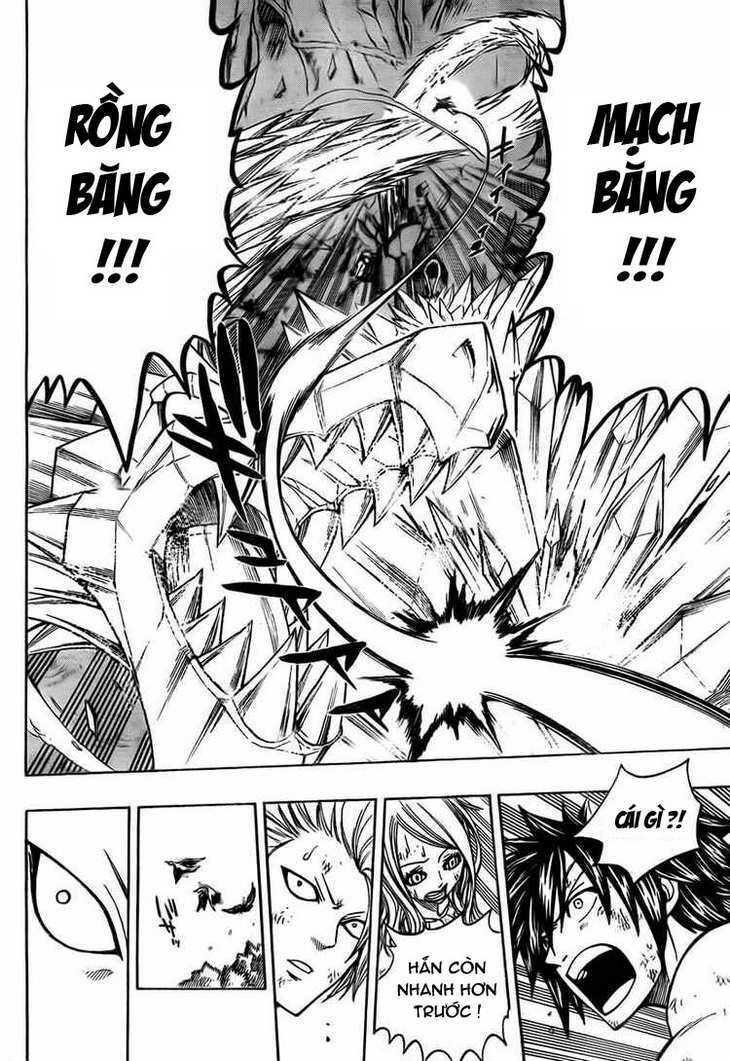 MẠCH
BĂNG
!!!
RỒNG
BĂNG
!!!
CÁI GÌ ?!
HẮN CÒN
NHANH HƠN
TRƯỚC !